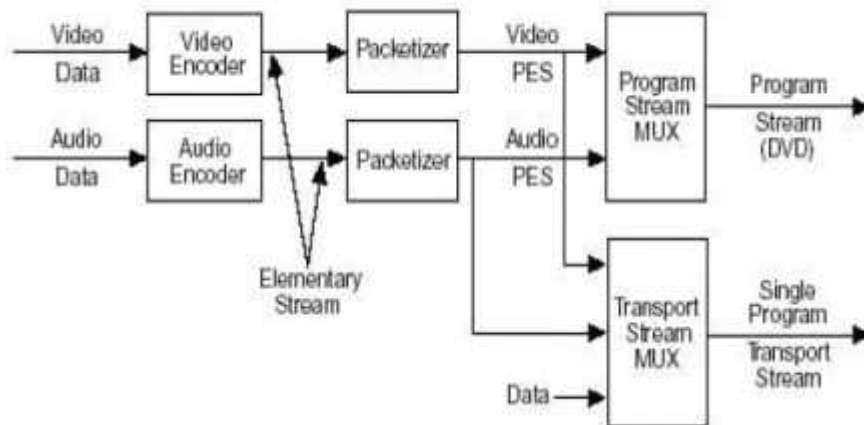 Video
Data
Video
Encoder
Packetizer
Video
PES
Program
Stream
MUX
Program
Stream
(DVD)
Audio
Data
Audio
Encoder
Packetizer
Audio
PES
Elementary
Stream
Transport
Stream
MUX
Single
Program
Transport
Stream
Data